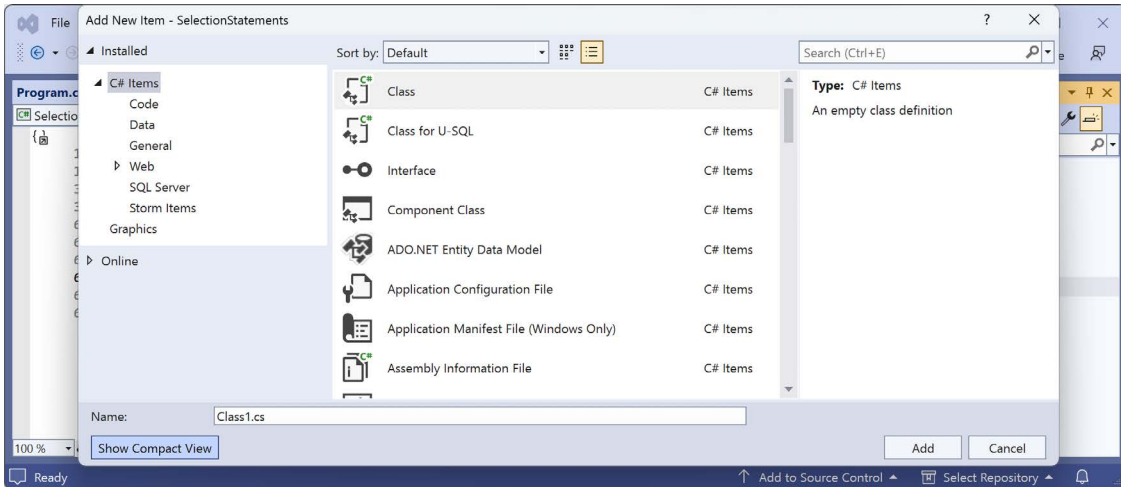 File
Add New Item - SelectionStatements
?
Installed
Sort by: Default
Search (Ctrl+E)
C# Items
Code
Data
General
Web
SQL Server
Storm Items
Graphics
Online
Class C# Items
Class for U-SQL C# Items
Interface C# Items
Component Class C# Items
ADO.NET Entity Data Model C# Items
Application Configuration File C# Items
Application Manifest File (Windows Only) C# Items
Assembly Information File C# Items
Type: C# Items
An empty class definition
Program.c
C# Selectio
Name: Class1.cs
Show Compact View
Add Cancel
100 %
Ready
Add to Source Control
Select Repository